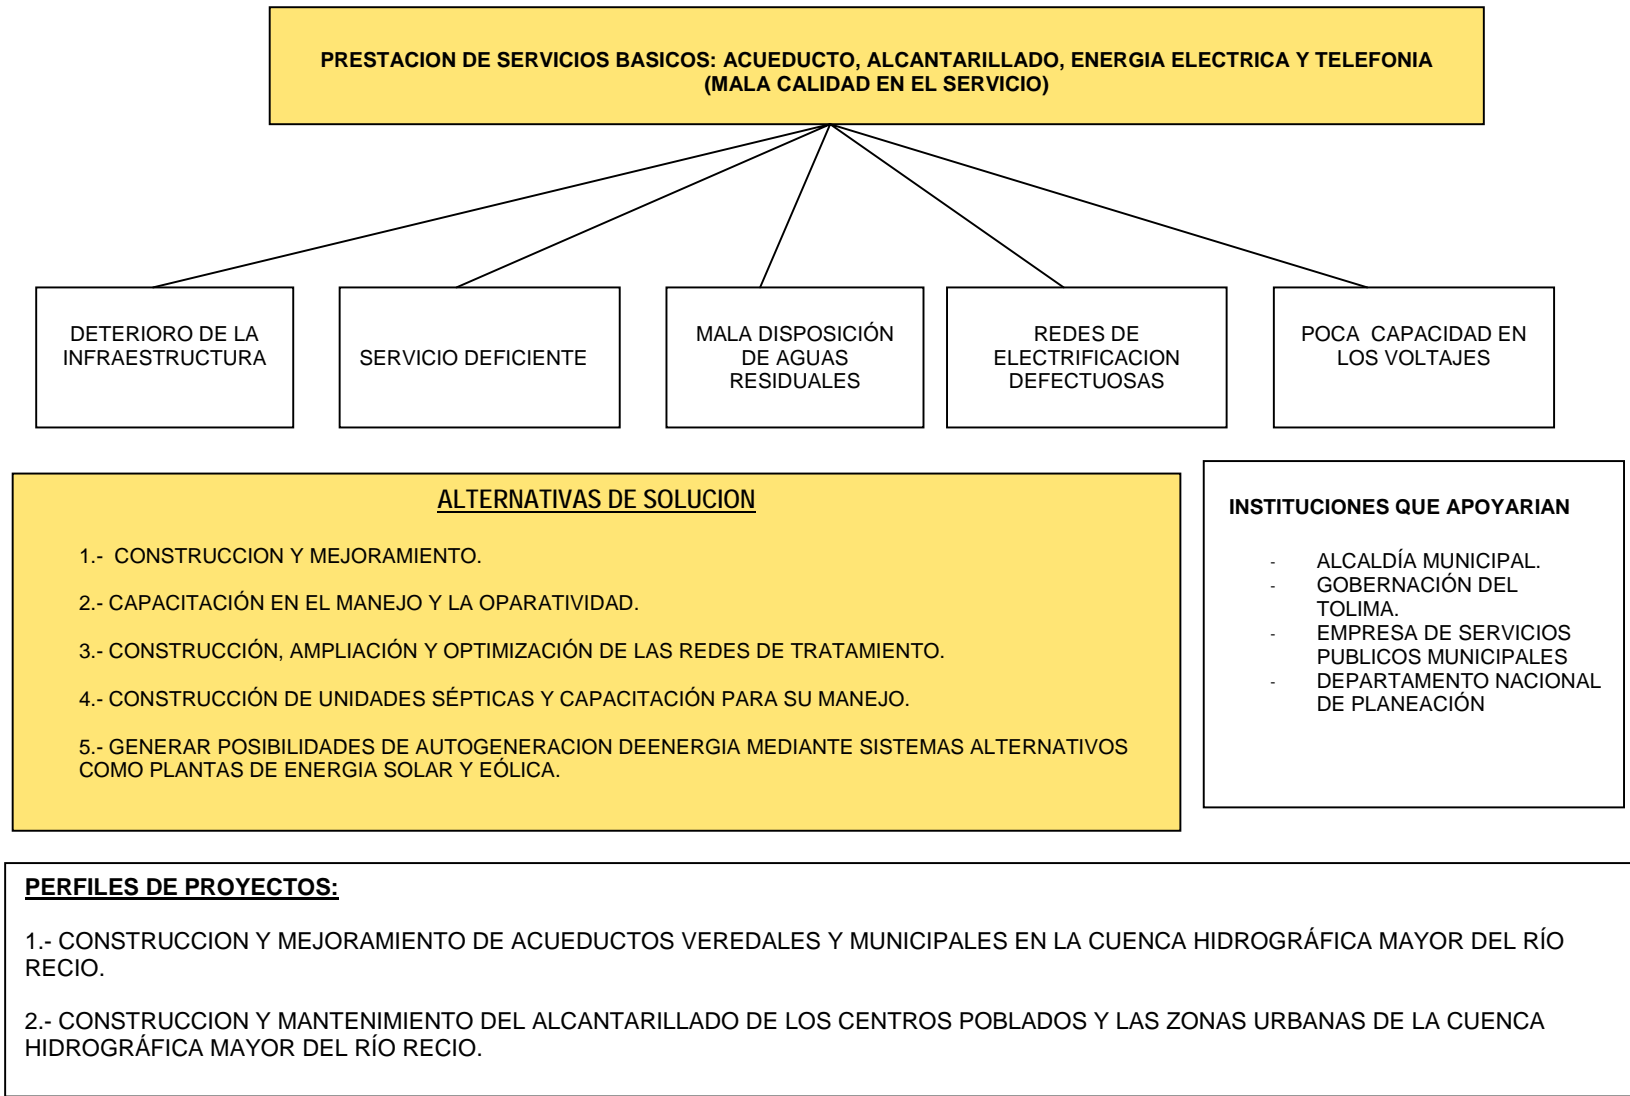 PRESTACION DE SERVICIOS BASICOS: ACUEDUCTO, ALCANTARILLADO, ENERGIA ELECTRICA Y TELEFONIA
(MALA CALIDAD EN EL SERVICIO)
DETERIORO DE LA
INFRAESTRUCTURA
SERVICIO DEFICIENTE
MALA DISPOSICIÓN
DE AGUAS
RESIDUALES
REDES DE
ELECTRIFICACION
DEFECTUOSAS
POCA  CAPACIDAD EN
LOS VOLTAJES
ALTERNATIVAS DE SOLUCION
1.-  CONSTRUCCION Y MEJORAMIENTO.
2.- CAPACITACIÓN EN EL MANEJO Y LA OPARATIVIDAD.
3.- CONSTRUCCIÓN, AMPLIACIÓN Y OPTIMIZACIÓN DE LAS REDES DE TRATAMIENTO.
4.- CONSTRUCCIÓN DE UNIDADES SÉPTICAS Y CAPACITACIÓN PARA SU MANEJO.
5.- GENERAR POSIBILIDADES DE AUTOGENERACION DEENERGIA MEDIANTE SISTEMAS ALTERNATIVOS
COMO PLANTAS DE ENERGIA SOLAR Y EÓLICA.
INSTITUCIONES QUE APOYARIAN
- ALCALDÍA MUNICIPAL.
- GOBERNACIÓN DEL
TOLIMA.
- EMPRESA DE SERVICIOS
PUBLICOS MUNICIPALES
- DEPARTAMENTO NACIONAL
DE PLANEACIÓN
PERFILES DE PROYECTOS:
1.- CONSTRUCCION Y MEJORAMIENTO DE ACUEDUCTOS VEREDALES Y MUNICIPALES EN LA CUENCA HIDROGRÁFICA MAYOR DEL RÍO
RECIO.
2.- CONSTRUCCION Y MANTENIMIENTO DEL ALCANTARILLADO DE LOS CENTROS POBLADOS Y LAS ZONAS URBANAS DE LA CUENCA
HIDROGRÁFICA MAYOR DEL RÍO RECIO.